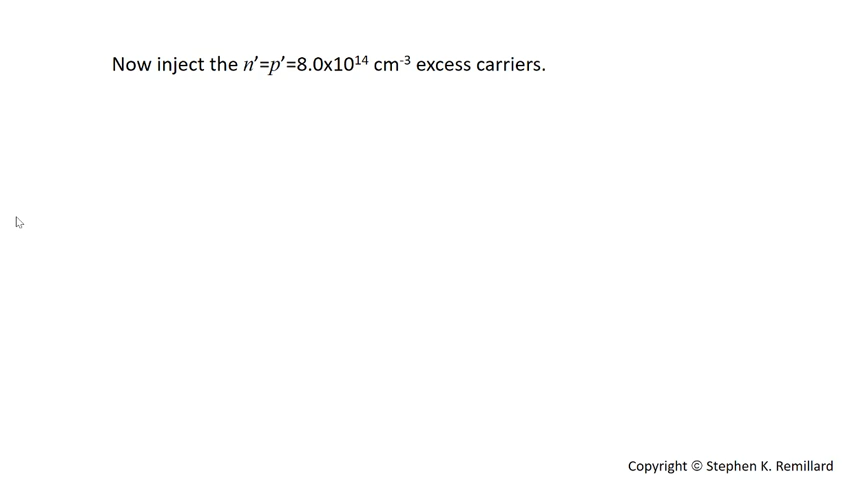 Now inject the n′=p′=8.0x10¹⁴ cm⁻³ excess carriers.
Copyright © Stephen K. Remillard